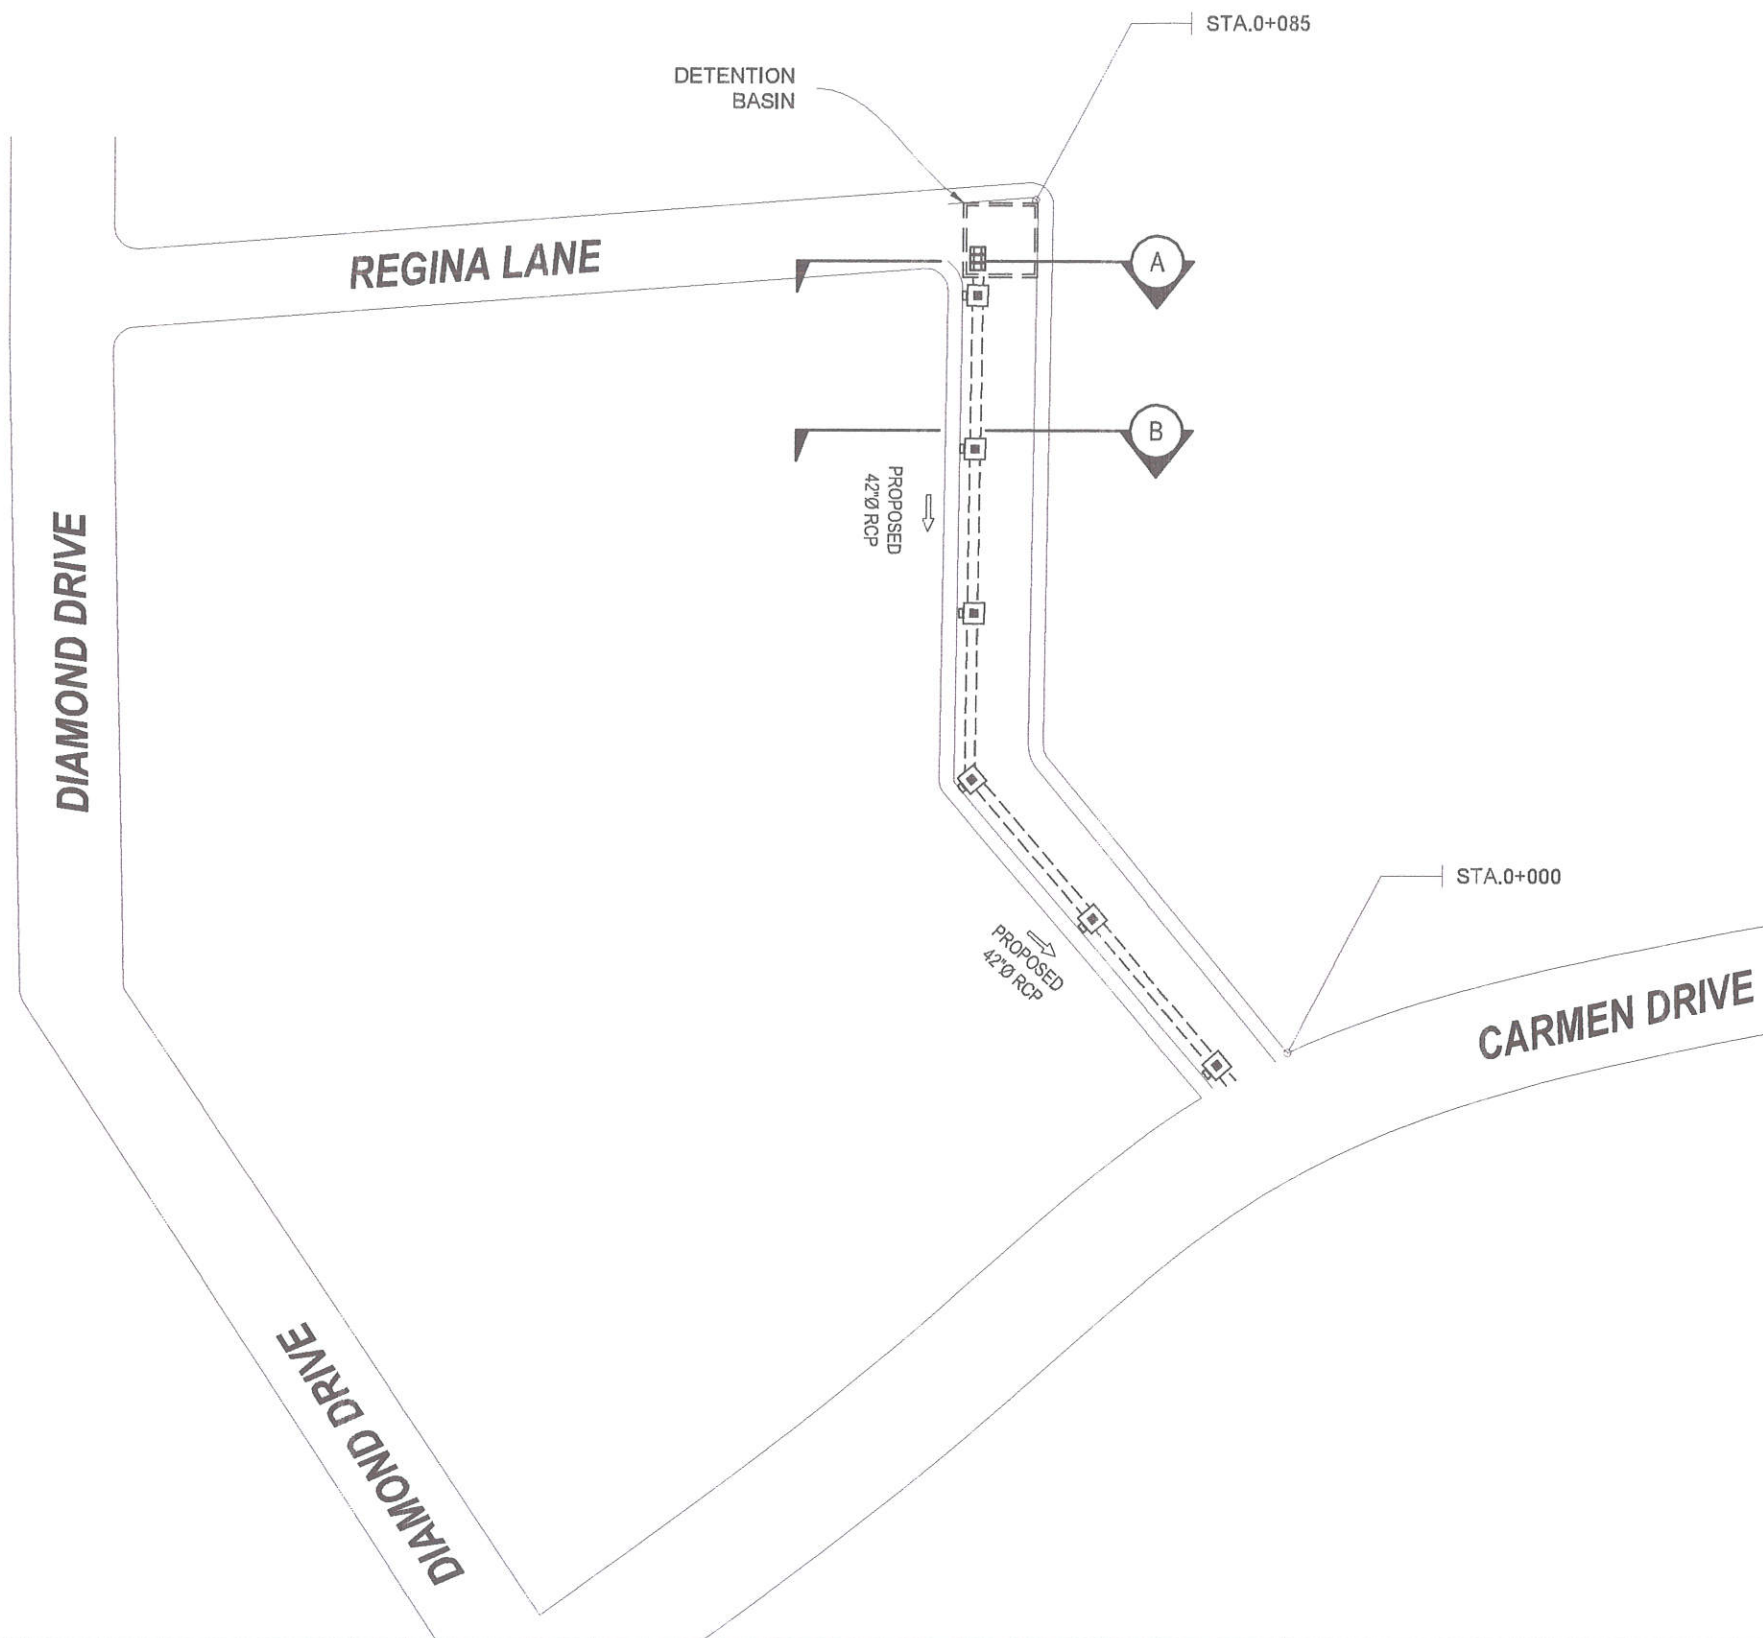 STA.0+085
DETENTION
BASIN
REGINA LANE
A
B
PROPOSED
42"Ø RCP
DIAMOND DRIVE
STA.0+000
PROPOSED
42"Ø RCP
CARMEN DRIVE
DIAMOND DRIVE